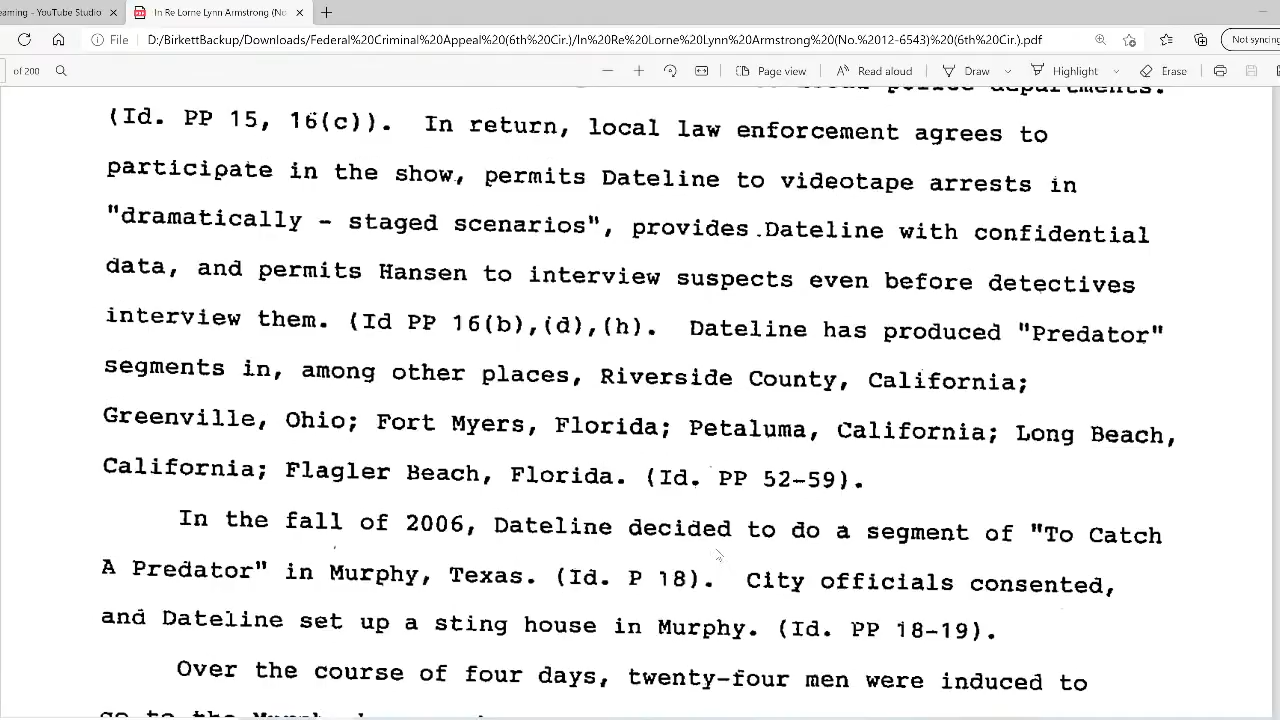 eaming - YouTube Studio
In Re Lorne Lynn Armstrong (No
File D:/BirkettBackup/Downloads/Federal%20Criminal%20Appeal%20(6th%20Cir.)/In%20Re%20Lorne%20Lynn%20Armstrong%20(No.%2012-6543)%20(6th%20Cir.).pdf Not syncing
of 200 Page view Read aloud Draw Highlight Erase
police departments.
(Id. PP 15, 16(c)). In return, local law enforcement agrees to
participate in the show, permits Dateline to videotape arrests in
"dramatically - staged scenarios", provides Dateline with confidential
data, and permits Hansen to interview suspects even before detectives
interview them. (Id PP 16(b),(d),(h). Dateline has produced "Predator"
segments in, among other places, Riverside County, California;
Greenville, Ohio; Fort Myers, Florida; Petaluma, California; Long Beach,
California; Flagler Beach, Florida. (Id. PP 52-59).
In the fall of 2006, Dateline decided to do a segment of "To Catch
A Predator" in Murphy, Texas. (Id. P 18). City officials consented,
and Dateline set up a sting house in Murphy. (Id. PP 18-19).
Over the course of four days, twenty-four men were induced to
go to the